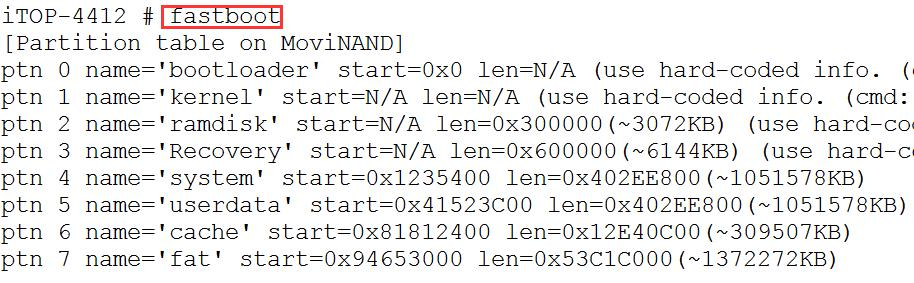 iTOP-4412 # fastboot
[Partition table on MoviNAND]
ptn 0 name='bootloader' start=0x0 len=N/A (use hard-coded info. (
ptn 1 name='kernel' start=N/A len=N/A (use hard-coded info. (cmd:
ptn 2 name='ramdisk' start=N/A len=0x300000(~3072KB) (use hard-co
ptn 3 name='Recovery' start=N/A len=0x600000(~6144KB) (use hard-c
ptn 4 name='system' start=0x1235400 len=0x402EE800(~1051578KB)
ptn 5 name='userdata' start=0x41523C00 len=0x402EE800(~1051578KB)
ptn 6 name='cache' start=0x81812400 len=0x12E40C00(~309507KB)
ptn 7 name='fat' start=0x94653000 len=0x53C1C000(~1372272KB)